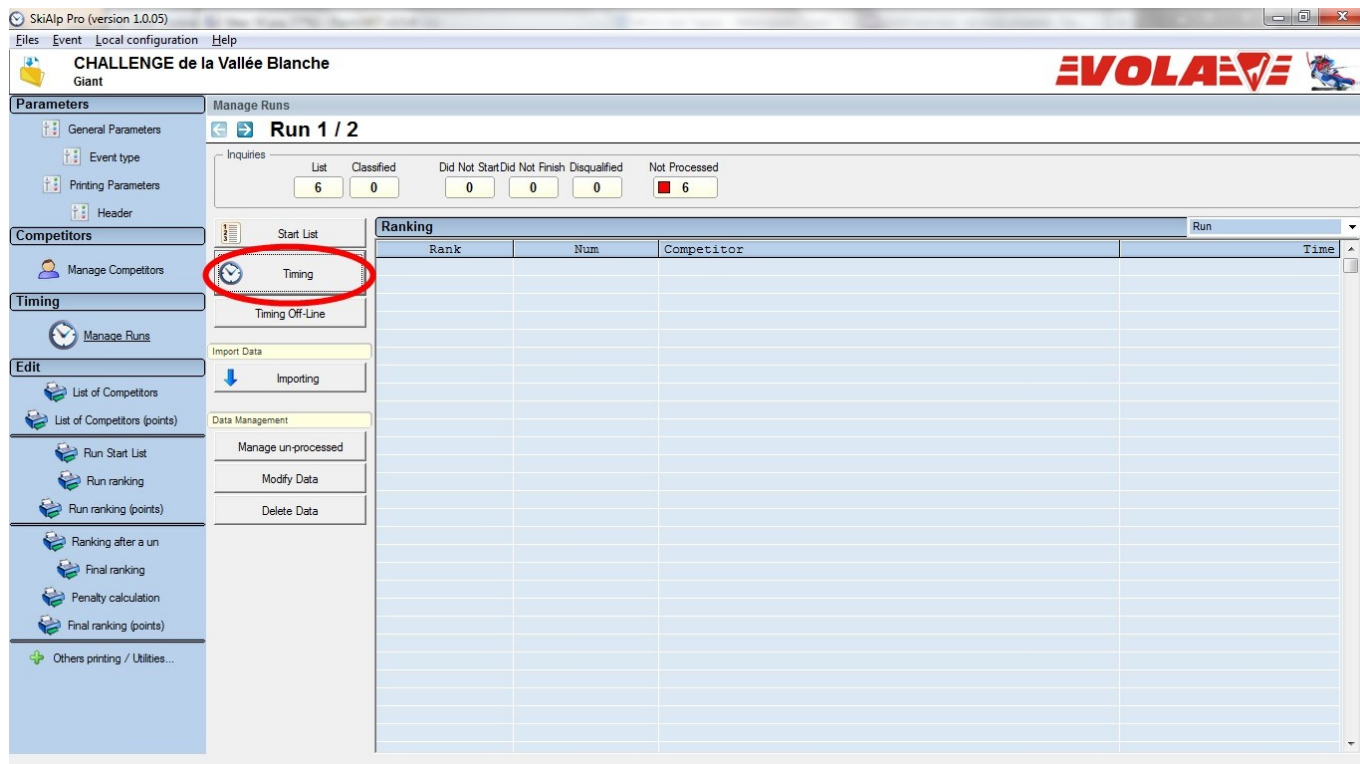 SkiAlp Pro (version 1.0.05)
Files Event Local configuration Help
CHALLENGE de la Vallée Blanche
Giant
VOLA
Parameters
General Parameters
Event type
Printing Parameters
Header
Competitors
Manage Competitors
Timing
Manage Runs
Edit
List of Competitors
List of Competitors (points)
Run Start List
Run ranking
Run ranking (points)
Ranking after a un
Final ranking
Penalty calculation
Final ranking (points)
Others printing / Utilities...
Manage Runs
Run 1 / 2
Inquiries
List Classified Did Not Start Did Not Finish Disqualified Not Processed
6 0 0 0 0 6
Start List
Timing
Timing Off-Line
Import Data
Importing
Data Management
Manage un-processed
Modify Data
Delete Data
Ranking Run
Rank Num Competitor Time